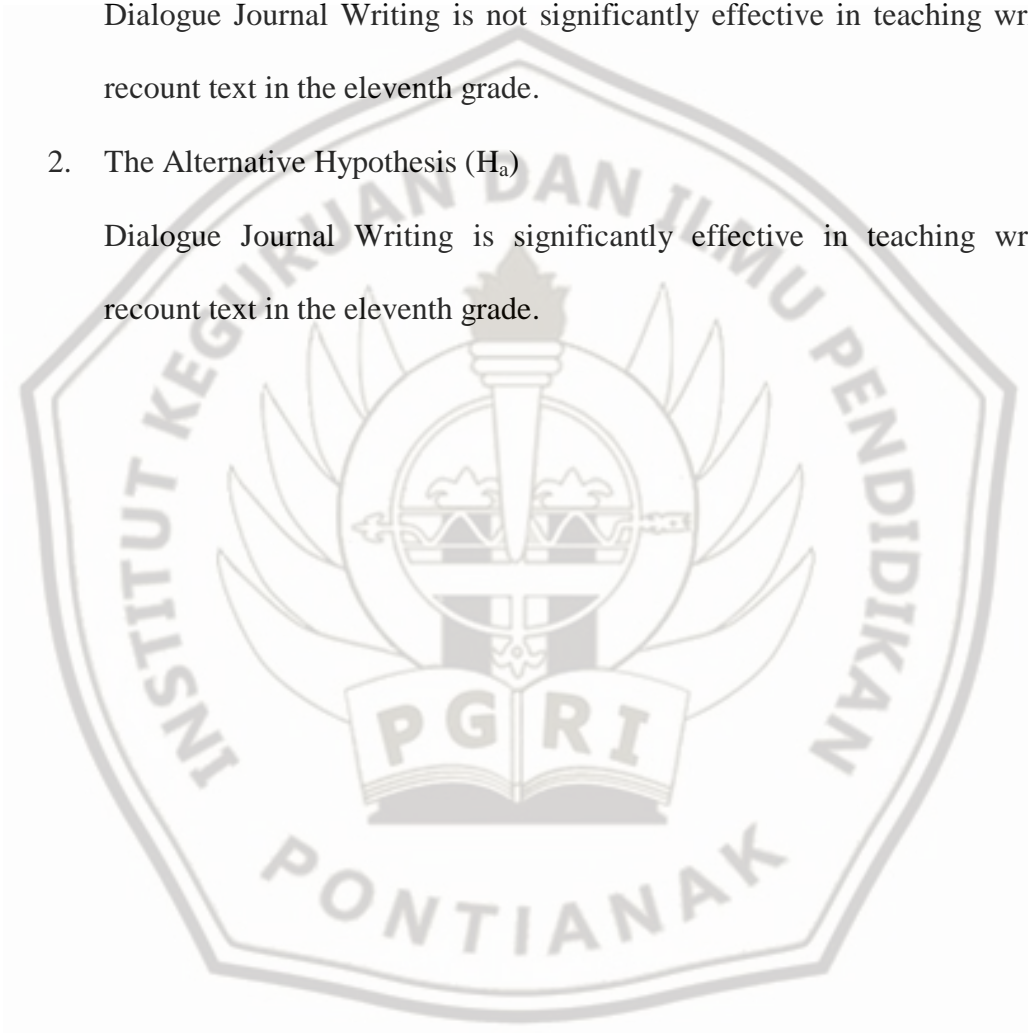 Dialogue Journal Writing is not significantly effective in teaching wr
recount text in the eleventh grade.
2. The Alternative Hypothesis (Hₐ)
Dialogue Journal Writing is significantly effective in teaching wr
recount text in the eleventh grade.
INSTITUT KEGURUAN DAN ILMU PENDIDIKAN
PGRI
PONTIANAK